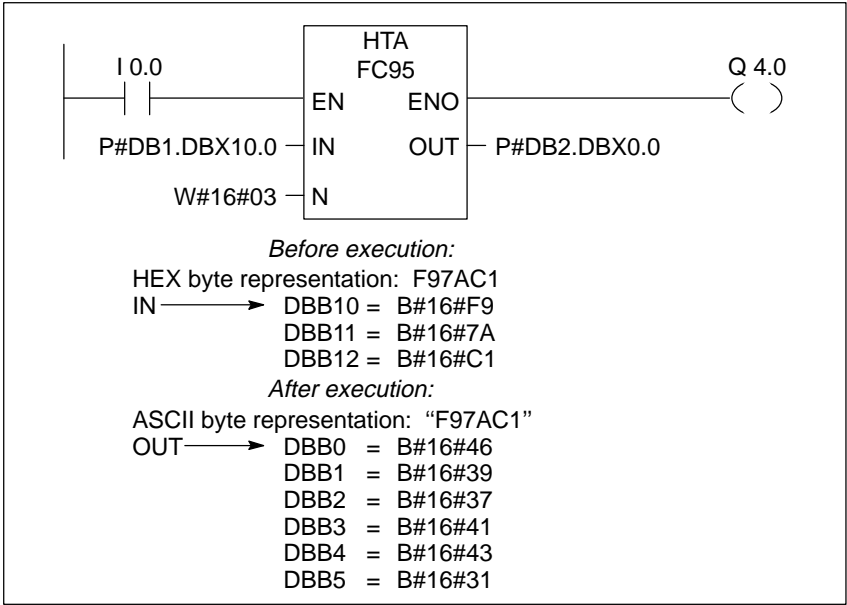 HTA
I 0.0 FC95 Q 4.0
EN ENO
P#DB1.DBX10.0 IN OUT P#DB2.DBX0.0
W#16#03 N
Before execution:
HEX byte representation: F97AC1
IN DBB10 = B#16#F9
DBB11 = B#16#7A
DBB12 = B#16#C1
After execution:
ASCII byte representation: “F97AC1”
OUT DBB0 = B#16#46
DBB1 = B#16#39
DBB2 = B#16#37
DBB3 = B#16#41
DBB4 = B#16#43
DBB5 = B#16#31